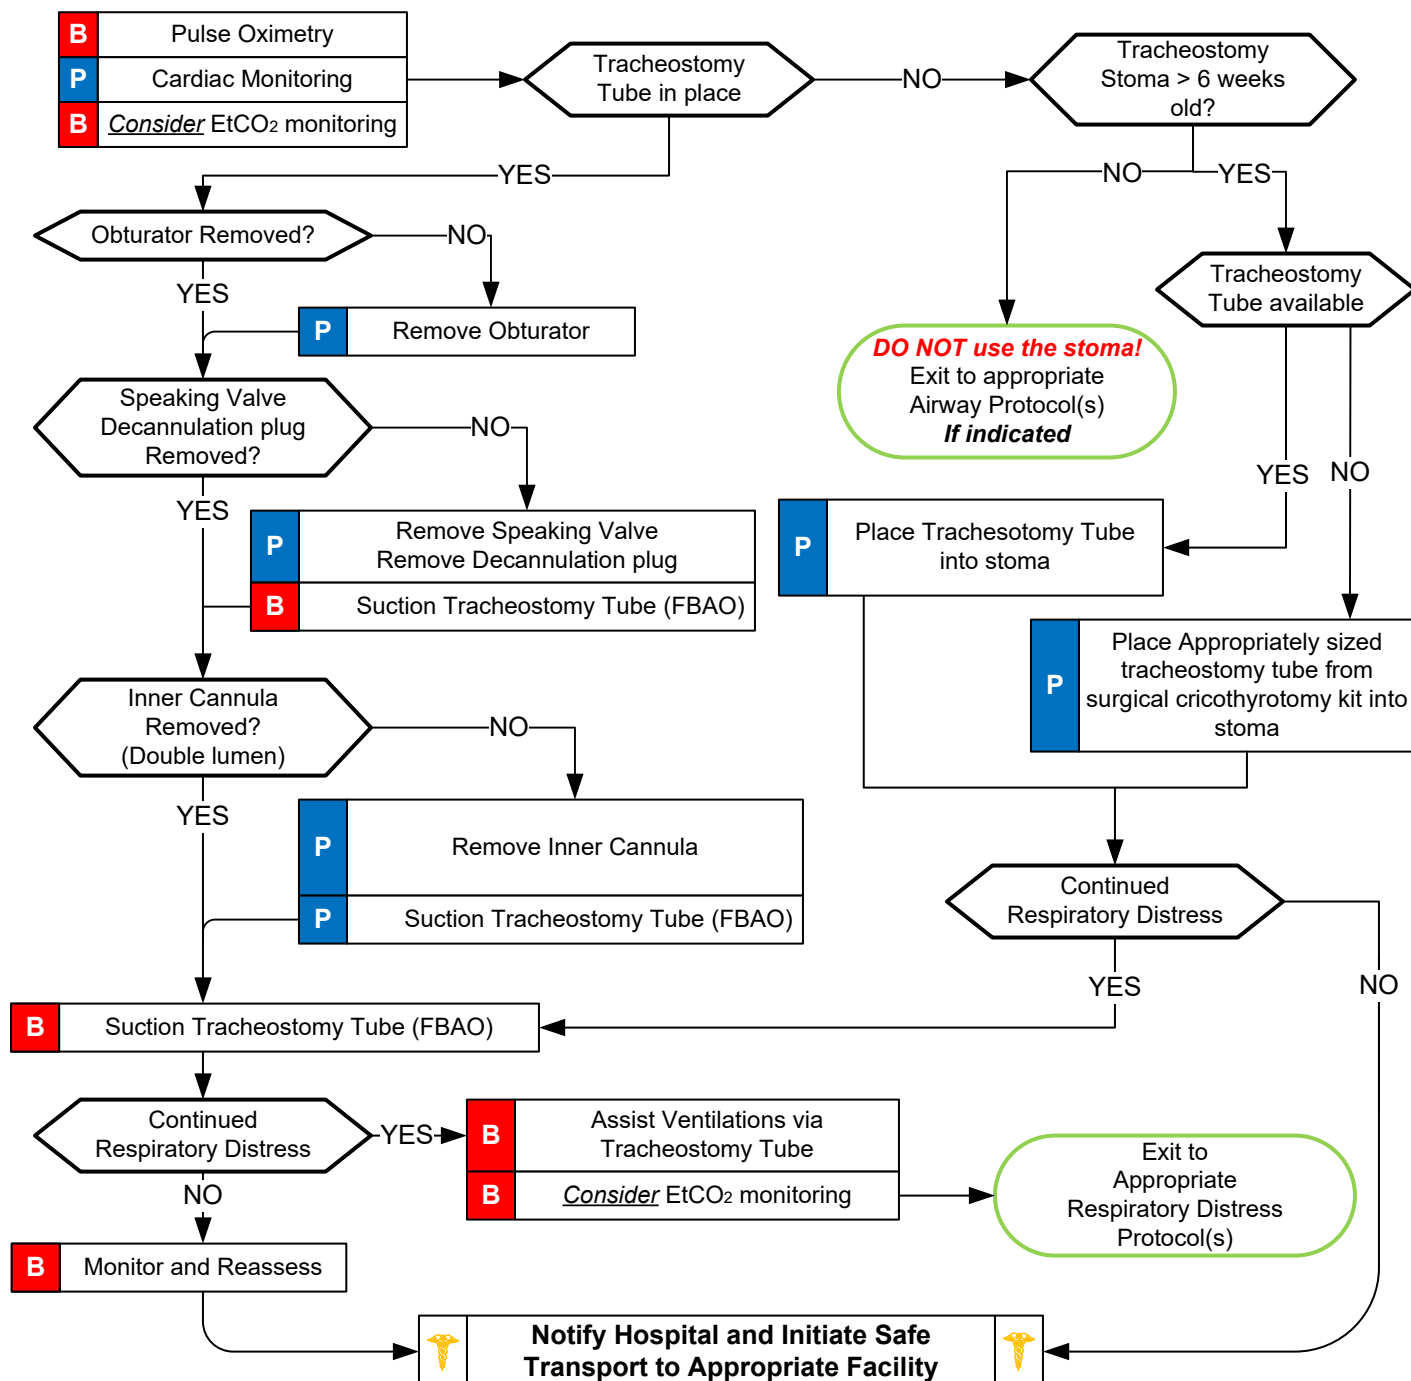 B Pulse Oximetry
P Cardiac Monitoring
B Consider EtCO2 monitoring
Tracheostomy
Tube in place
NO
Tracheostomy
Stoma > 6 weeks
old?
YES
NO
YES
Obturator Removed?
NO
YES
P Remove Obturator
Tracheostomy
Tube available
DO NOT use the stoma!
Exit to appropriate
Airway Protocol(s)
If indicated
Speaking Valve
Decannulation plug
Removed?
NO
YES
YES
NO
P Remove Speaking Valve
Remove Decannulation plug
B Suction Tracheostomy Tube (FBAO)
P Place Trachesotomy Tube
into stoma
P Place Appropriately sized
tracheostomy tube from
surgical cricothyrotomy kit into
stoma
Inner Cannula
Removed?
(Double lumen)
NO
YES
P Remove Inner Cannula
P Suction Tracheostomy Tube (FBAO)
Continued
Respiratory Distress
YES
NO
B Suction Tracheostomy Tube (FBAO)
Continued
Respiratory Distress
YES
NO
B Assist Ventilations via
Tracheostomy Tube
B Consider EtCO2 monitoring
Exit to
Appropriate
Respiratory Distress
Protocol(s)
B Monitor and Reassess
Notify Hospital and Initiate Safe
Transport to Appropriate Facility